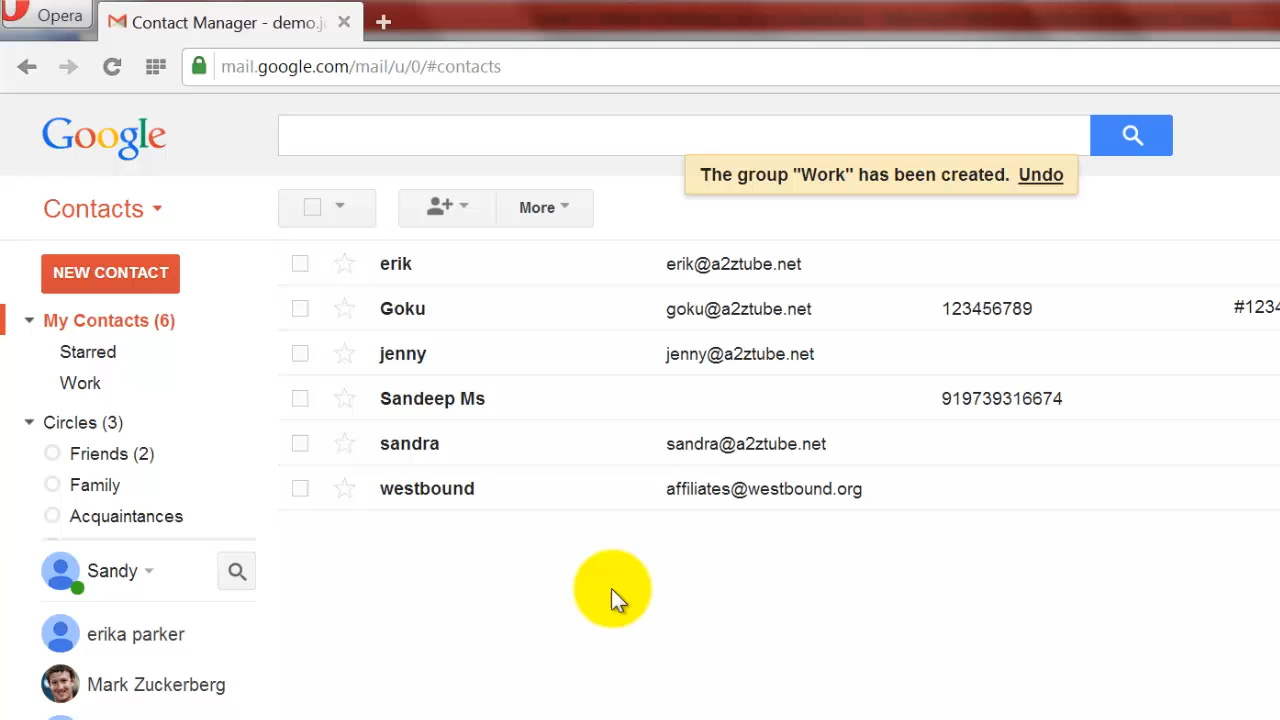 Opera
Contact Manager - demo.j
mail.google.com/mail/u/0/#contacts
Google
The group "Work" has been created. Undo
Contacts
More
NEW CONTACT
My Contacts (6)
Starred
Work
Circles (3)
Friends (2)
Family
Acquaintances
Sandy
erika parker
Mark Zuckerberg
erik erik@a2ztube.net
Goku goku@a2ztube.net 123456789 #1234
jenny jenny@a2ztube.net
Sandeep Ms 919739316674
sandra sandra@a2ztube.net
westbound affiliates@westbound.org